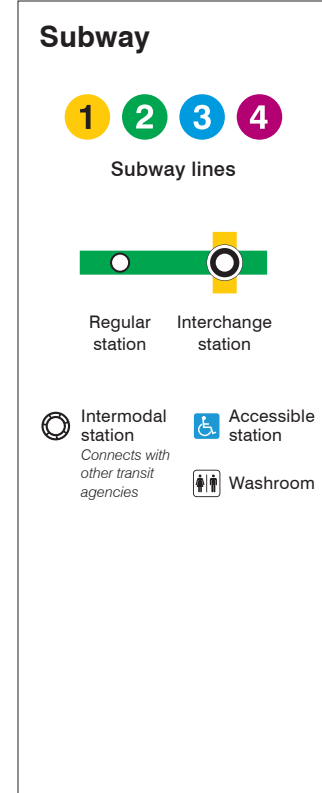 Subway
1 2 3 4
Subway lines
Regular
station
Interchange
station
Intermodal
station
Connects with
other transit
agencies
Accessible
station
Washroom